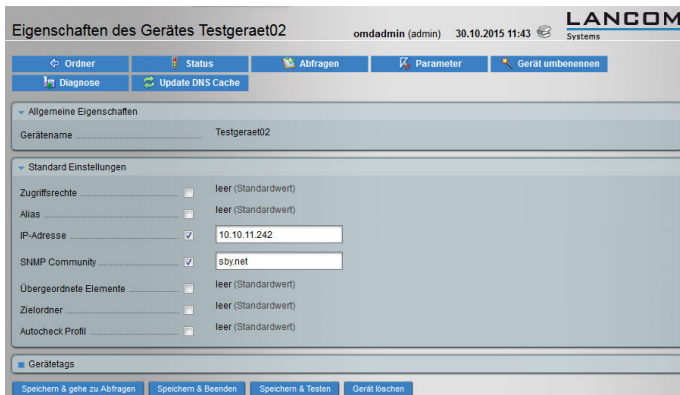 Eigenschaften des Gerätes Testgeraet02
omdadmin (admin) 30.10.2015 11:43
LANCOM
Systems
Ordner Status Abfragen Parameter Gerät umbenennen
Diagnose Update DNS Cache
Allgemeine Eigenschaften
Gerätename Testgeraet02
Standard Einstellungen
Zugriffsrechte leer (Standardwert)
Alias leer (Standardwert)
IP-Adresse 10.10.11.242
SNMP Community sby.net
Übergeordnete Elemente leer (Standardwert)
Zielordner leer (Standardwert)
Autocheck Profil leer (Standardwert)
Gerätetags
Speichern & gehe zu Abfragen Speichern & Beenden Speichern & Testen Gerät löschen